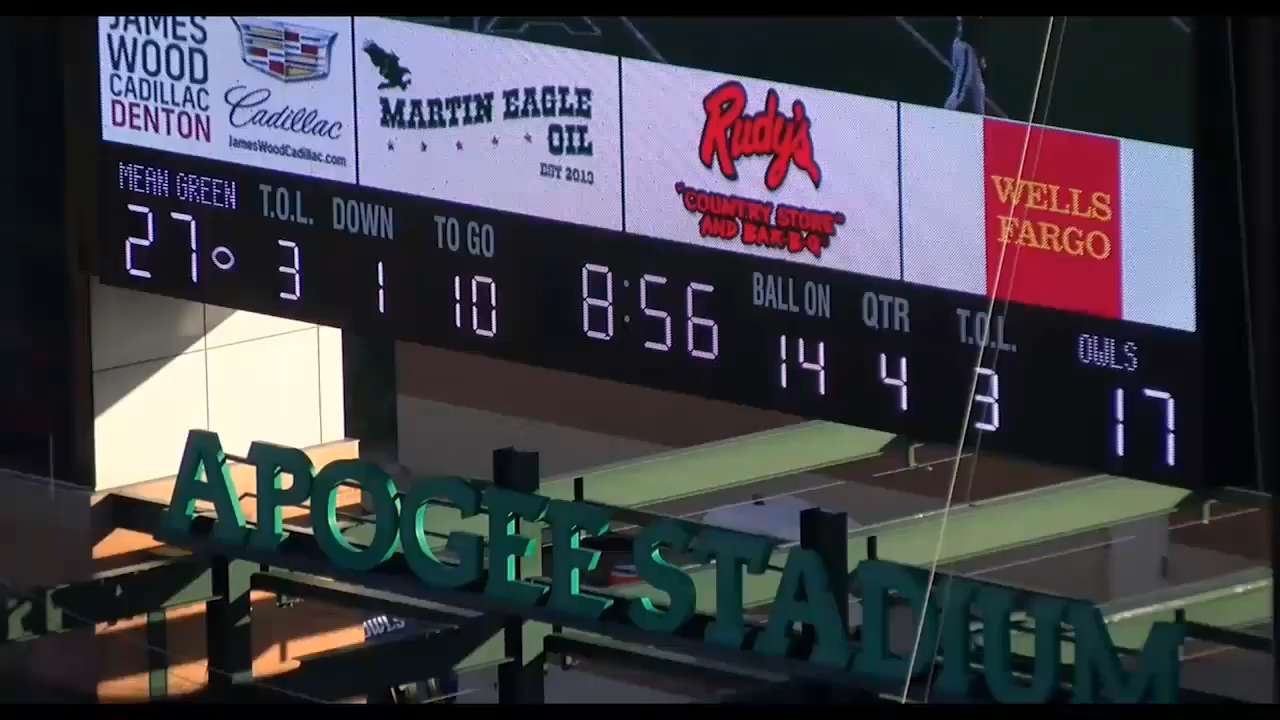 JAMES
WOOD
CADILLAC
DENTON
Cadillac
JamesWoodCadillac.com
MARTIN EAGLE
OIL
EST 2013
Rudy's
"COUNTRY STORE"
AND BAR-B-Q
WELLS
FARGO
MEAN GREEN T.O.L. DOWN TO GO BALL ON QTR T.O.L. OWLS
27 3 1 10 8:56 14 4 3 17
APOGEE STADIUM
OWLS